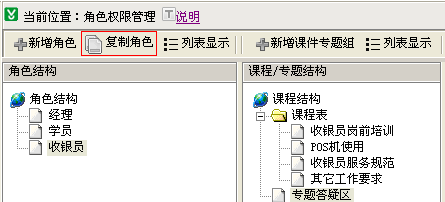 当前位置：角色权限管理 T说明
新增角色 复制角色 列表显示 新增课件专题组 列表显示
角色结构
角色结构
经理
学员
收银员
课程/专题结构
课程结构
课程表
收银员岗前培训
POS机使用
收银员服务规范
其它工作要求
专题答疑区